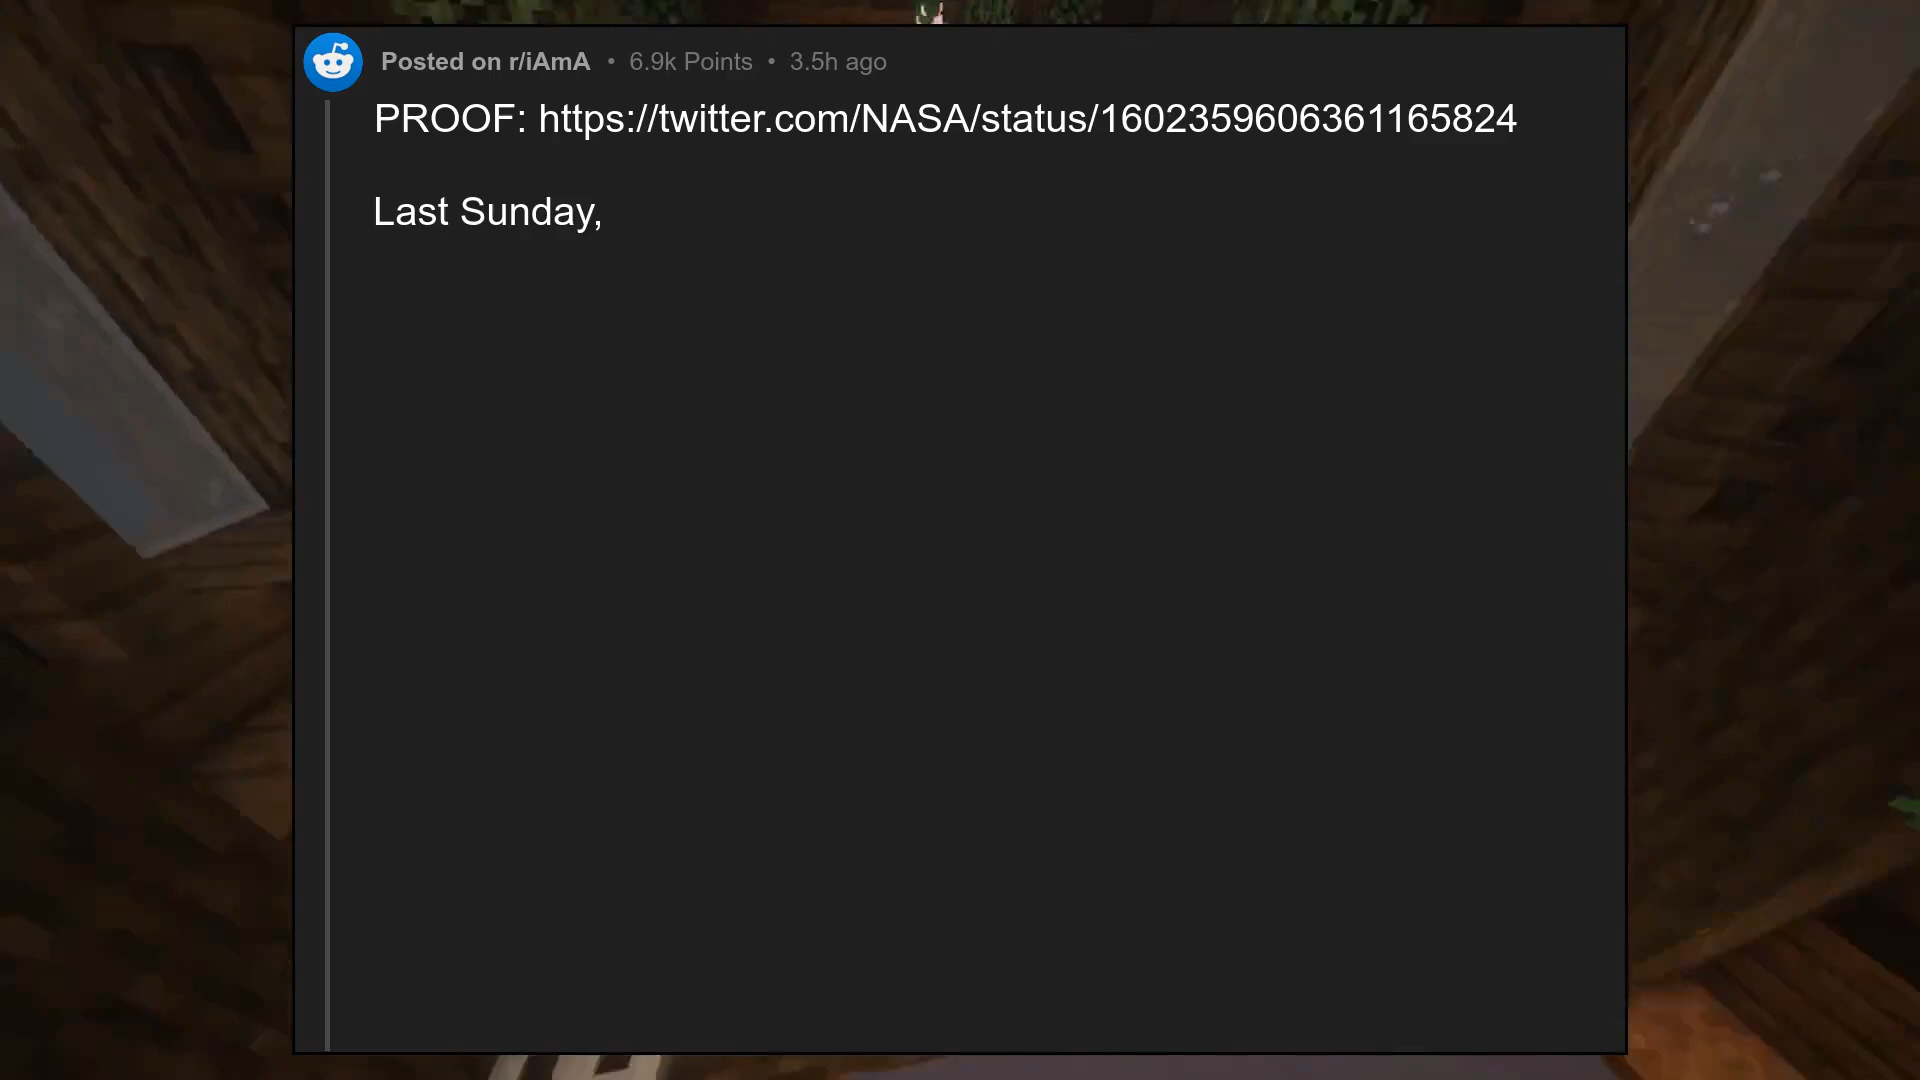 Posted on r/iAmA • 6.9k Points • 3.5h ago
PROOF: https://twitter.com/NASA/status/1602359606361165824
Last Sunday,